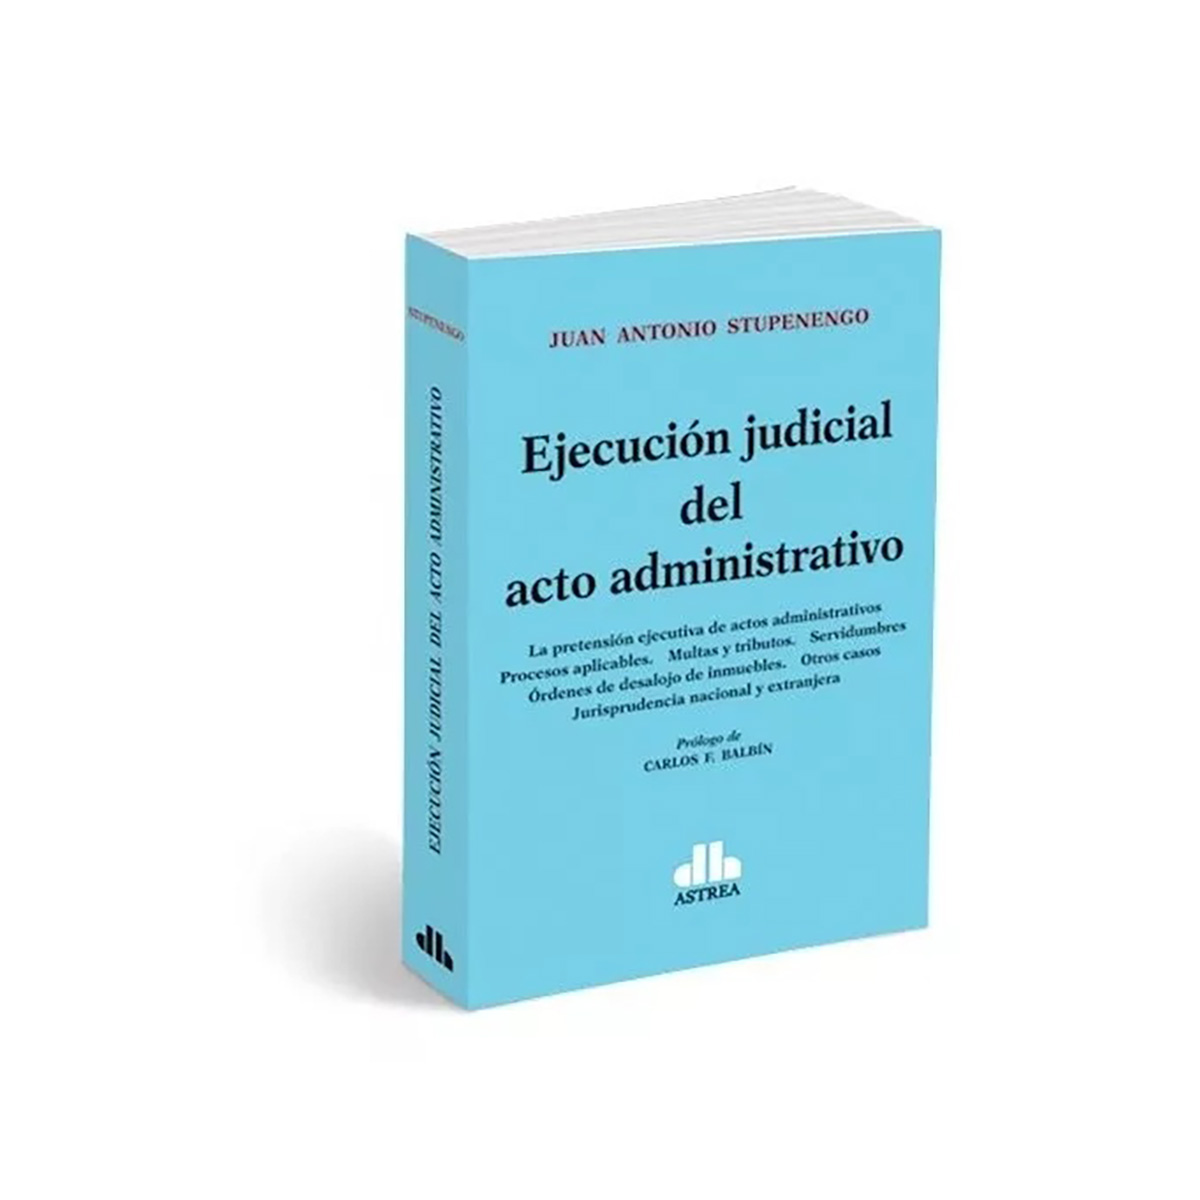 STUPENENGO
EJECUCIÓN JUDICIAL DEL ACTO ADMINISTRATIVO
JUAN ANTONIO STUPENENGO
Ejecución judicial
del
acto administrativo
La pretensión ejecutiva de actos administrativos
Procesos aplicables. Multas y tributos. Servidumbres
Órdenes de desalojo de inmuebles. Otros casos
Jurisprudencia nacional y extranjera
Prólogo de
CARLOS F. BALBÍN
ASTREA